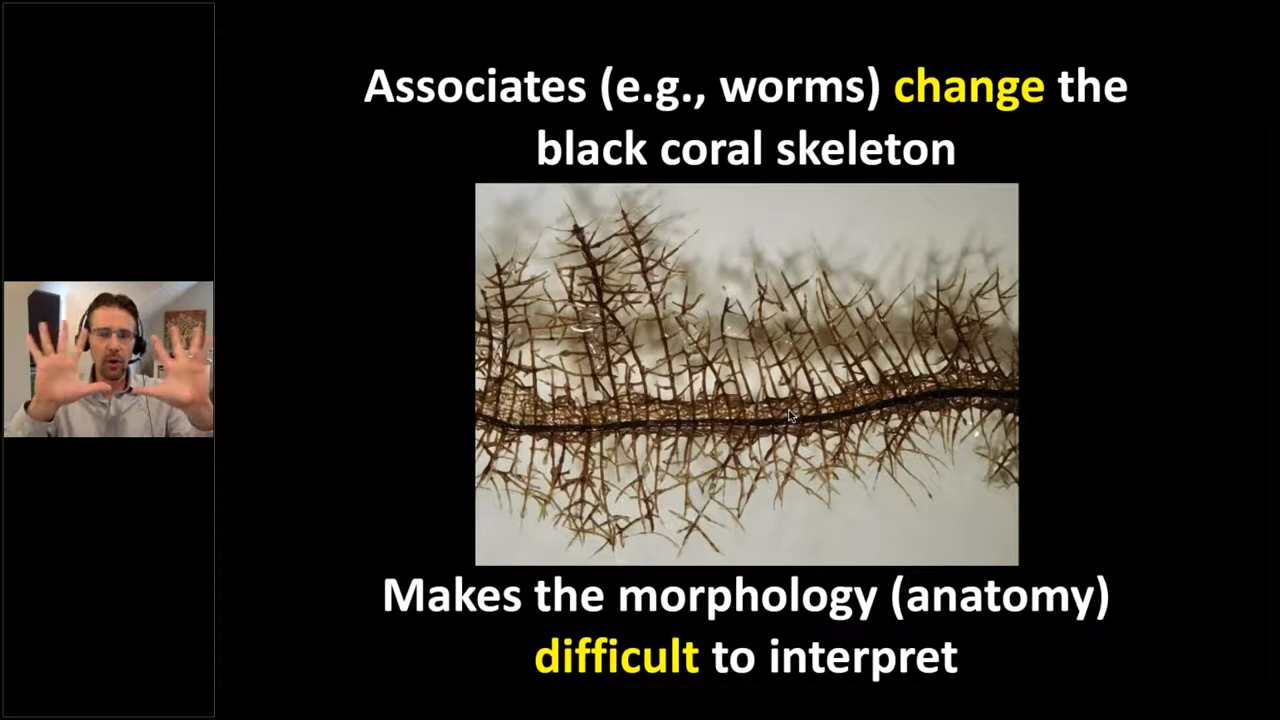 Associates (e.g., worms) change the
black coral skeleton
Makes the morphology (anatomy)
difficult to interpret